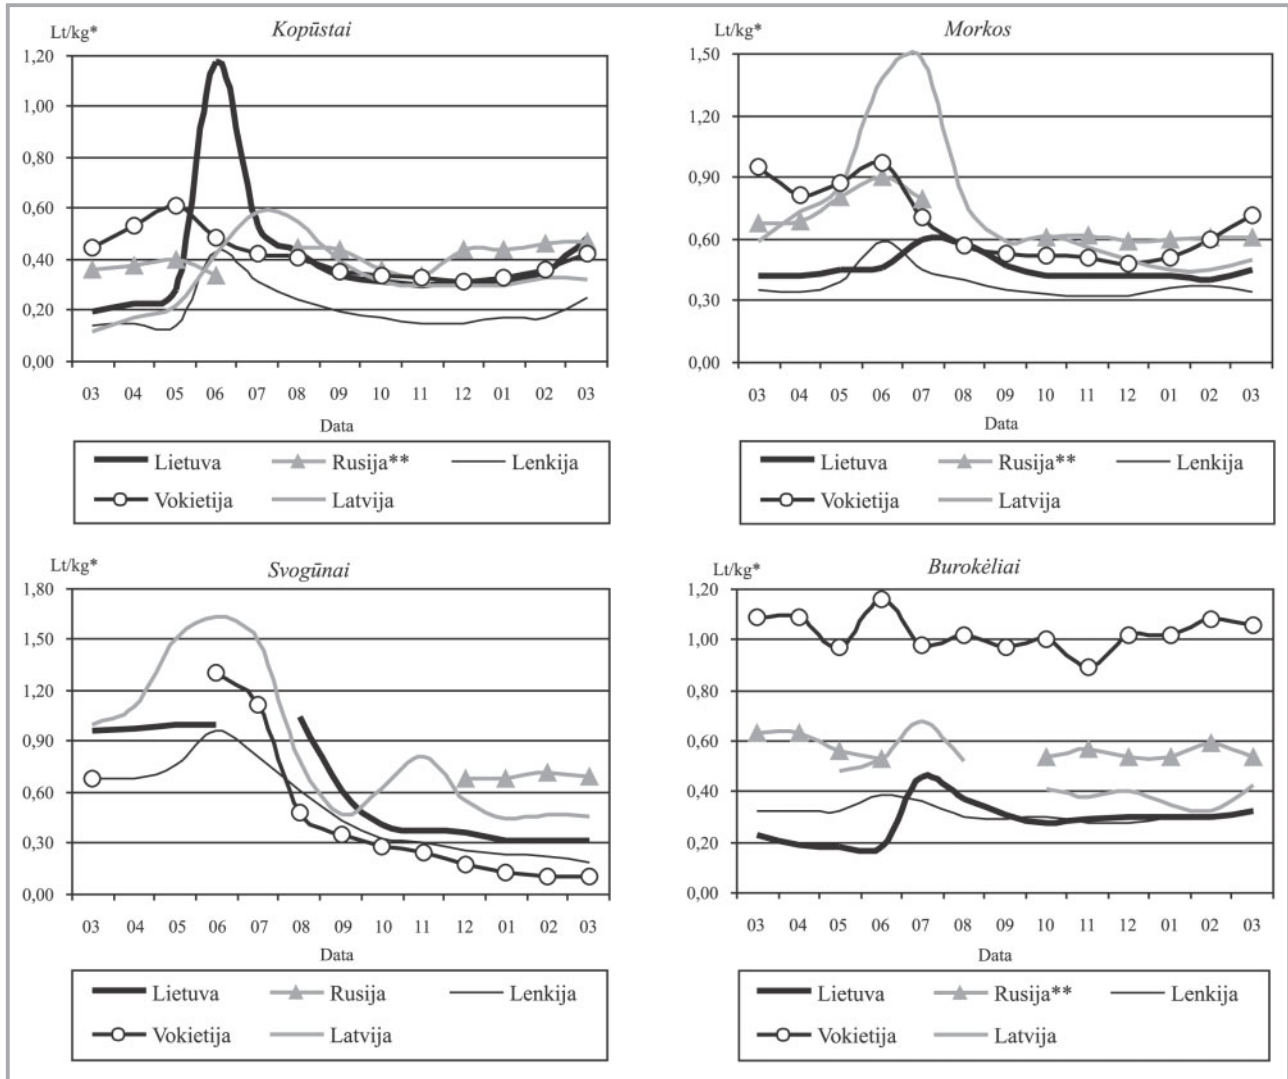 Kopūstai
Lt/kg*
1,20
1,00
0,80
0,60
0,40
0,20
0,00
03 04 05 06 07 08 09 10 11 12 01 02 03
Data
Lietuva Rusija** Lenkija
Vokietija Latvija
Morkos
Lt/kg*
1,50
1,20
0,90
0,60
0,30
0,00
03 04 05 06 07 08 09 10 11 12 01 02 03
Data
Lietuva Rusija** Lenkija
Vokietija Latvija
Svogūnai
Lt/kg*
1,80
1,50
1,20
0,90
0,60
0,30
0,00
03 04 05 06 07 08 09 10 11 12 01 02 03
Data
Lietuva Rusija Lenkija
Vokietija Latvija
Burokėliai
Lt/kg*
1,20
1,00
0,80
0,60
0,40
0,20
0,00
03 04 05 06 07 08 09 10 11 12 01 02 03
Data
Lietuva Rusija** Lenkija
Vokietija Latvija